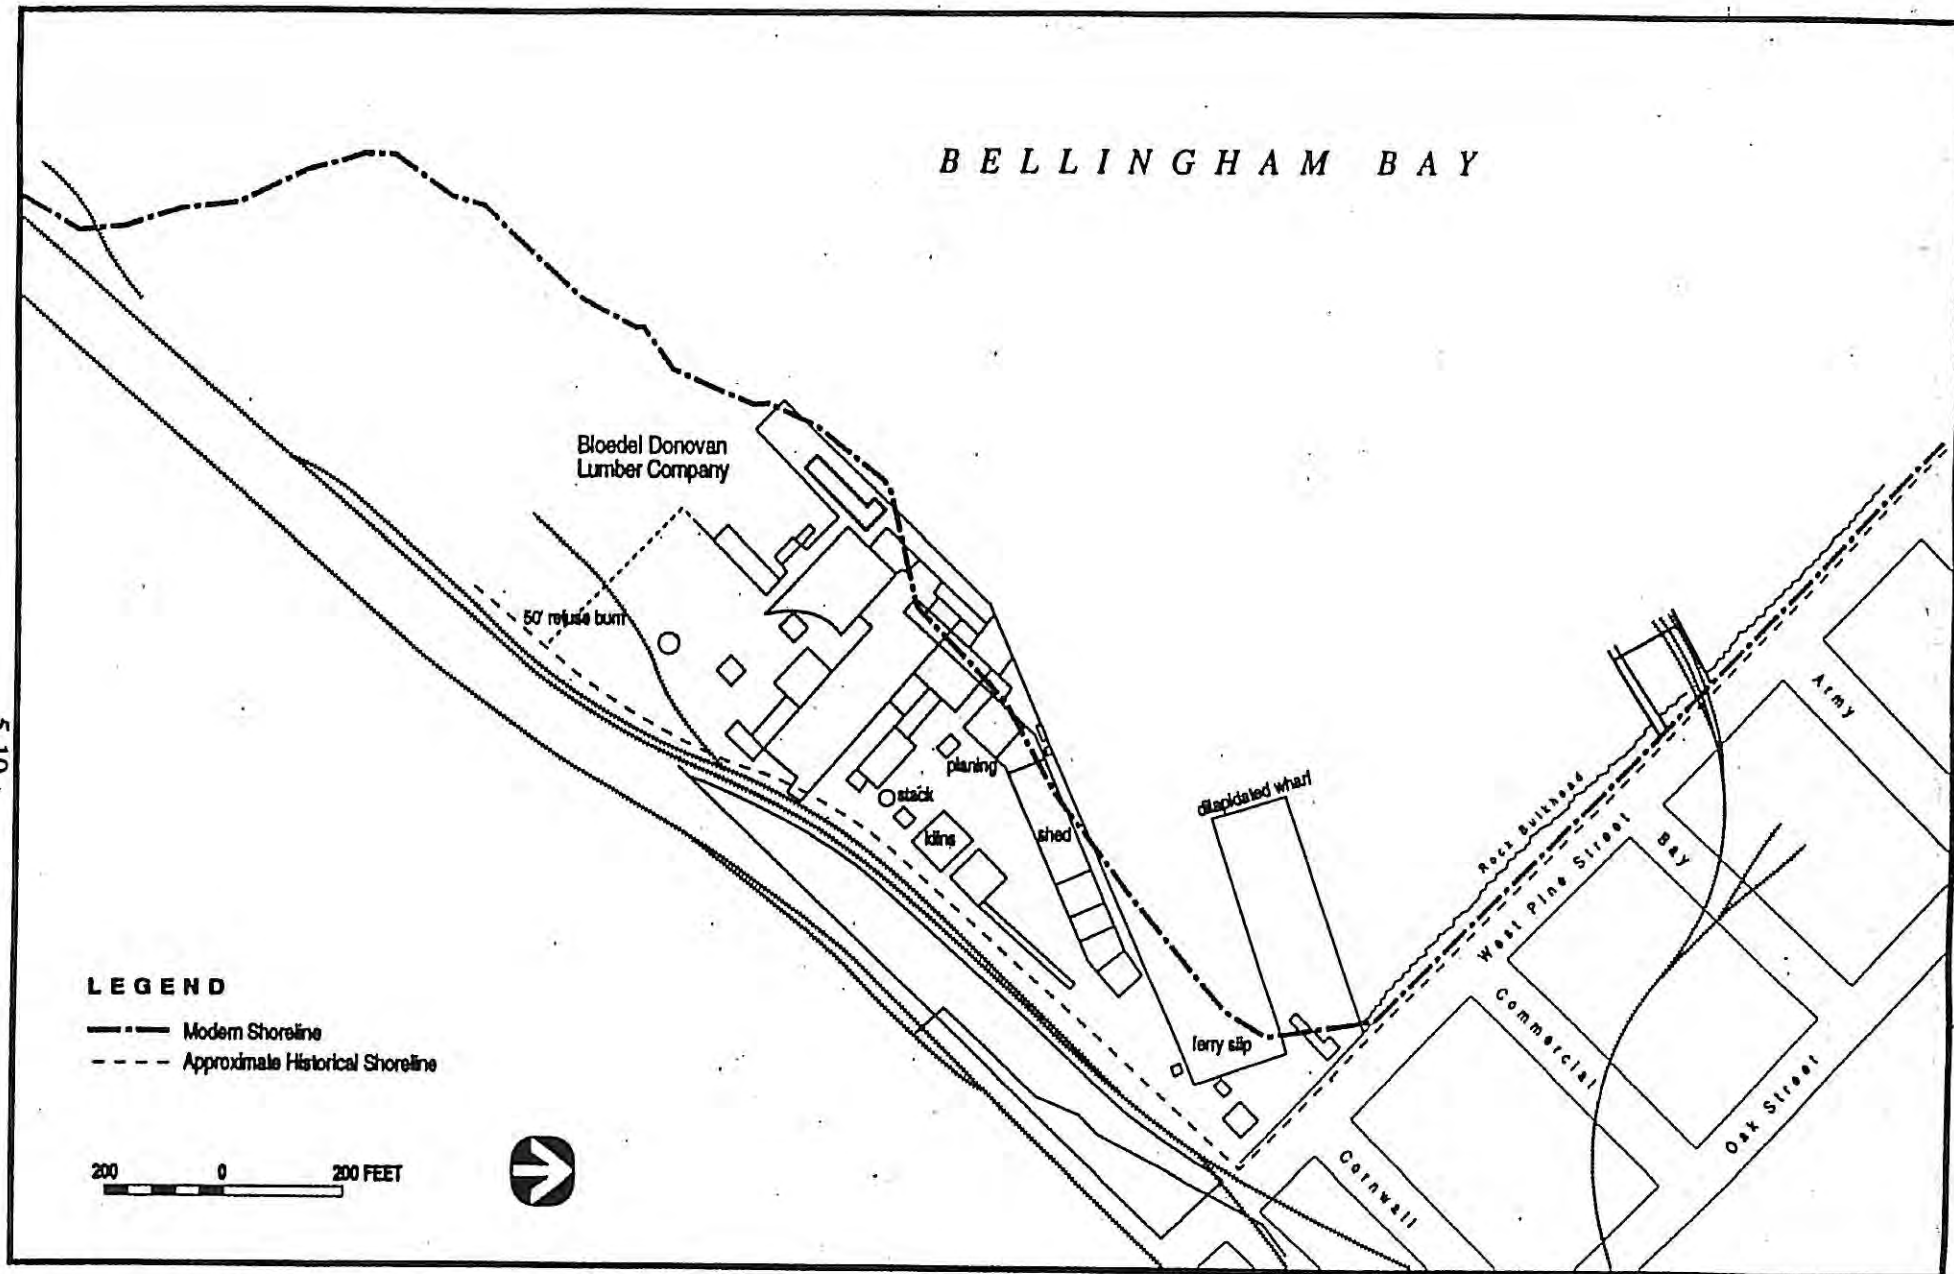 BELLINGHAM BAY
Bloedel Donovan
Lumber Company
50' refuse burn'
planing
stack
kilns
shed
dilapidated wharf
ferry slip
Rock Bulkhead
West Pine Street
Army
Bay
Commercial
Oak Street
Cornwall
LEGEND
Modern Shoreline
Approximate Historical Shoreline
200 0 200 FEET